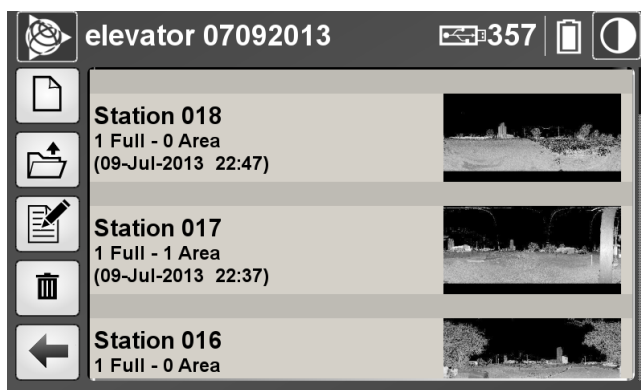 elevator 07092013
357
Station 018
1 Full - 0 Area
(09-Jul-2013 22:47)
Station 017
1 Full - 1 Area
(09-Jul-2013 22:37)
Station 016
1 Full - 0 Area